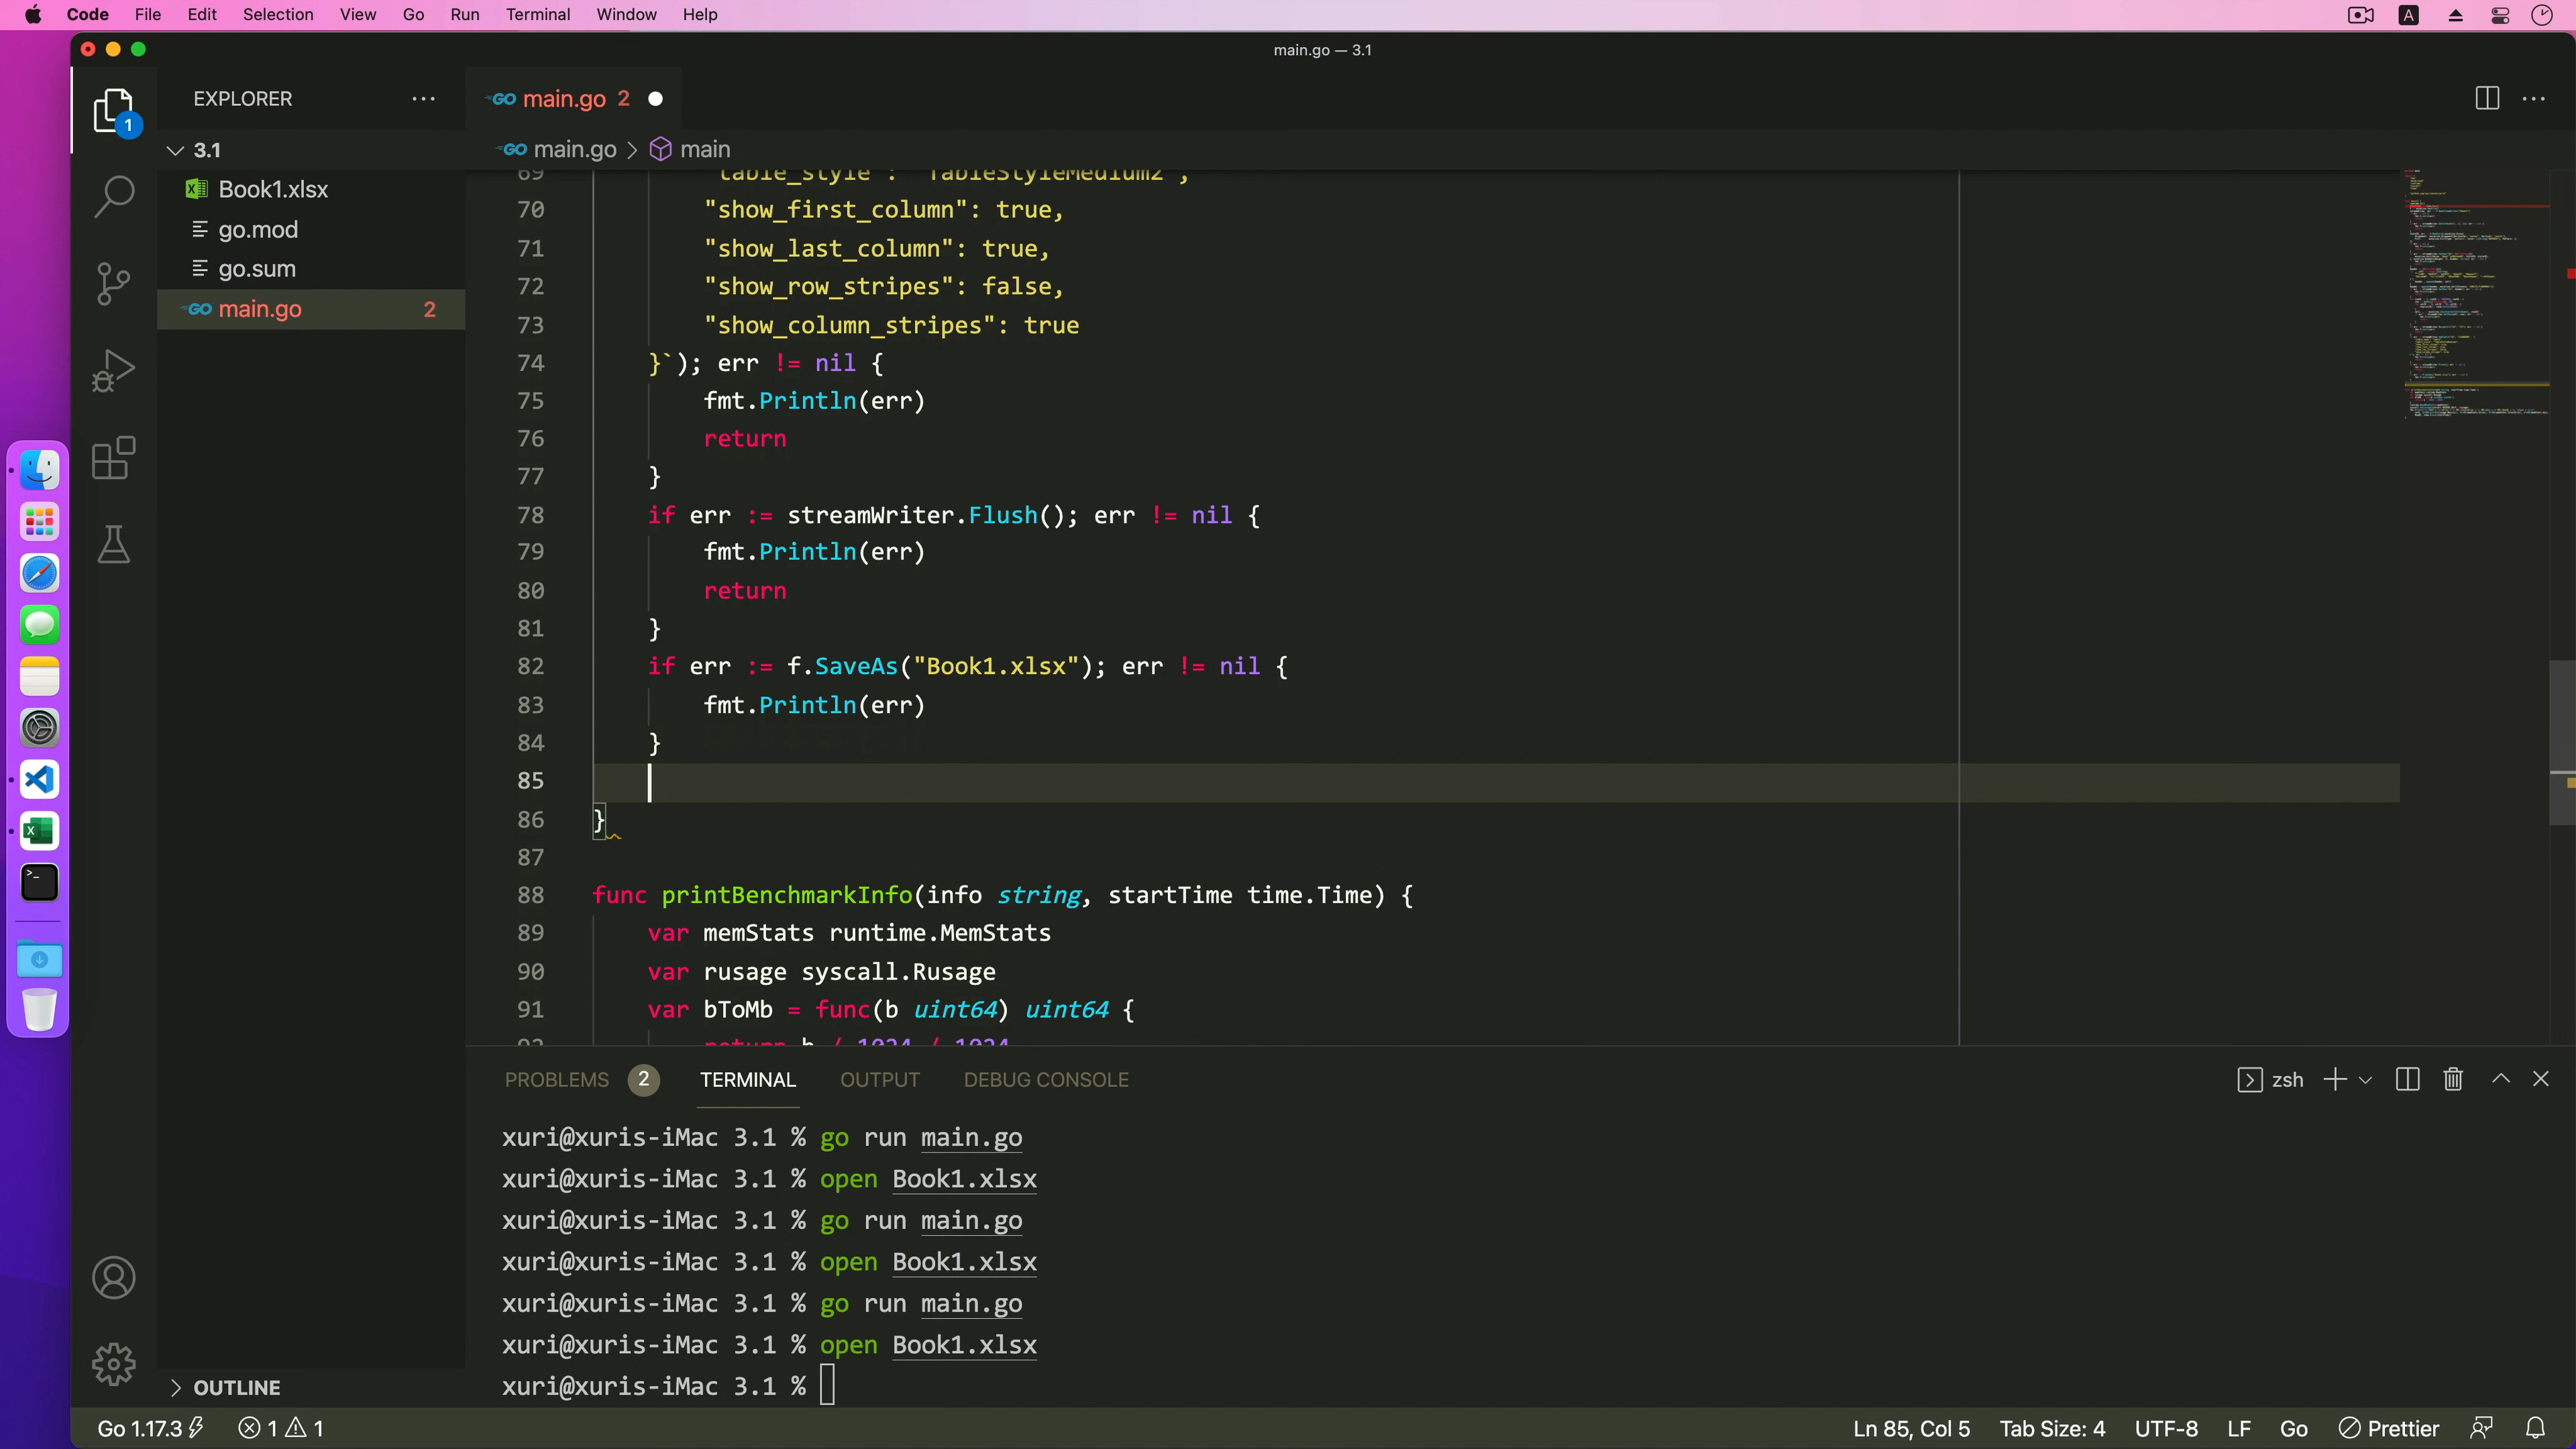 Code File Edit Selection View Go Run Terminal Window Help
A
main.go — 3.1
EXPLORER
1
GO main.go 2
GO main.go > main
3.1
Book1.xlsx
go.mod
go.sum
GO main.go 2
69 "table_style": "TableStyleMedium2",
70 "show_first_column": true,
71 "show_last_column": true,
72 "show_row_stripes": false,
73 "show_column_stripes": true
74 }`); err != nil {
75 fmt.Println(err)
76 return
77 }
78 if err := streamWriter.Flush(); err != nil {
79 fmt.Println(err)
80 return
81 }
82 if err := f.SaveAs("Book1.xlsx"); err != nil {
83 fmt.Println(err)
84 }
85
86 }
87
88 func printBenchmarkInfo(info string, startTime time.Time) {
89 var memStats runtime.MemStats
90 var rusage syscall.Rusage
91 var bToMb = func(b uint64) uint64 {
92 return b / 1024 / 1024
PROBLEMS 2 TERMINAL OUTPUT DEBUG CONSOLE
zsh
xuri@xuris-iMac 3.1 % go run main.go
xuri@xuris-iMac 3.1 % open Book1.xlsx
xuri@xuris-iMac 3.1 % go run main.go
xuri@xuris-iMac 3.1 % open Book1.xlsx
xuri@xuris-iMac 3.1 % go run main.go
xuri@xuris-iMac 3.1 % open Book1.xlsx
xuri@xuris-iMac 3.1 %
OUTLINE
Go 1.17.3 1 1 Ln 85, Col 5 Tab Size: 4 UTF-8 LF Go Prettier